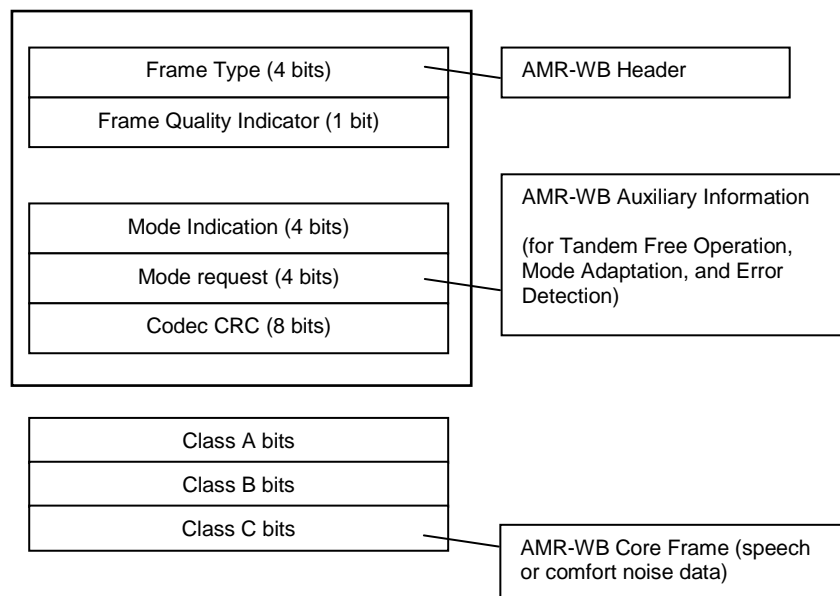 Frame Type (4 bits)
AMR-WB Header
Frame Quality Indicator (1 bit)
AMR-WB Auxiliary Information
(for Tandem Free Operation,
Mode Adaptation, and Error
Detection)
Mode Indication (4 bits)
Mode request (4 bits)
Codec CRC (8 bits)
Class A bits
Class B bits
Class C bits
AMR-WB Core Frame (speech
or comfort noise data)